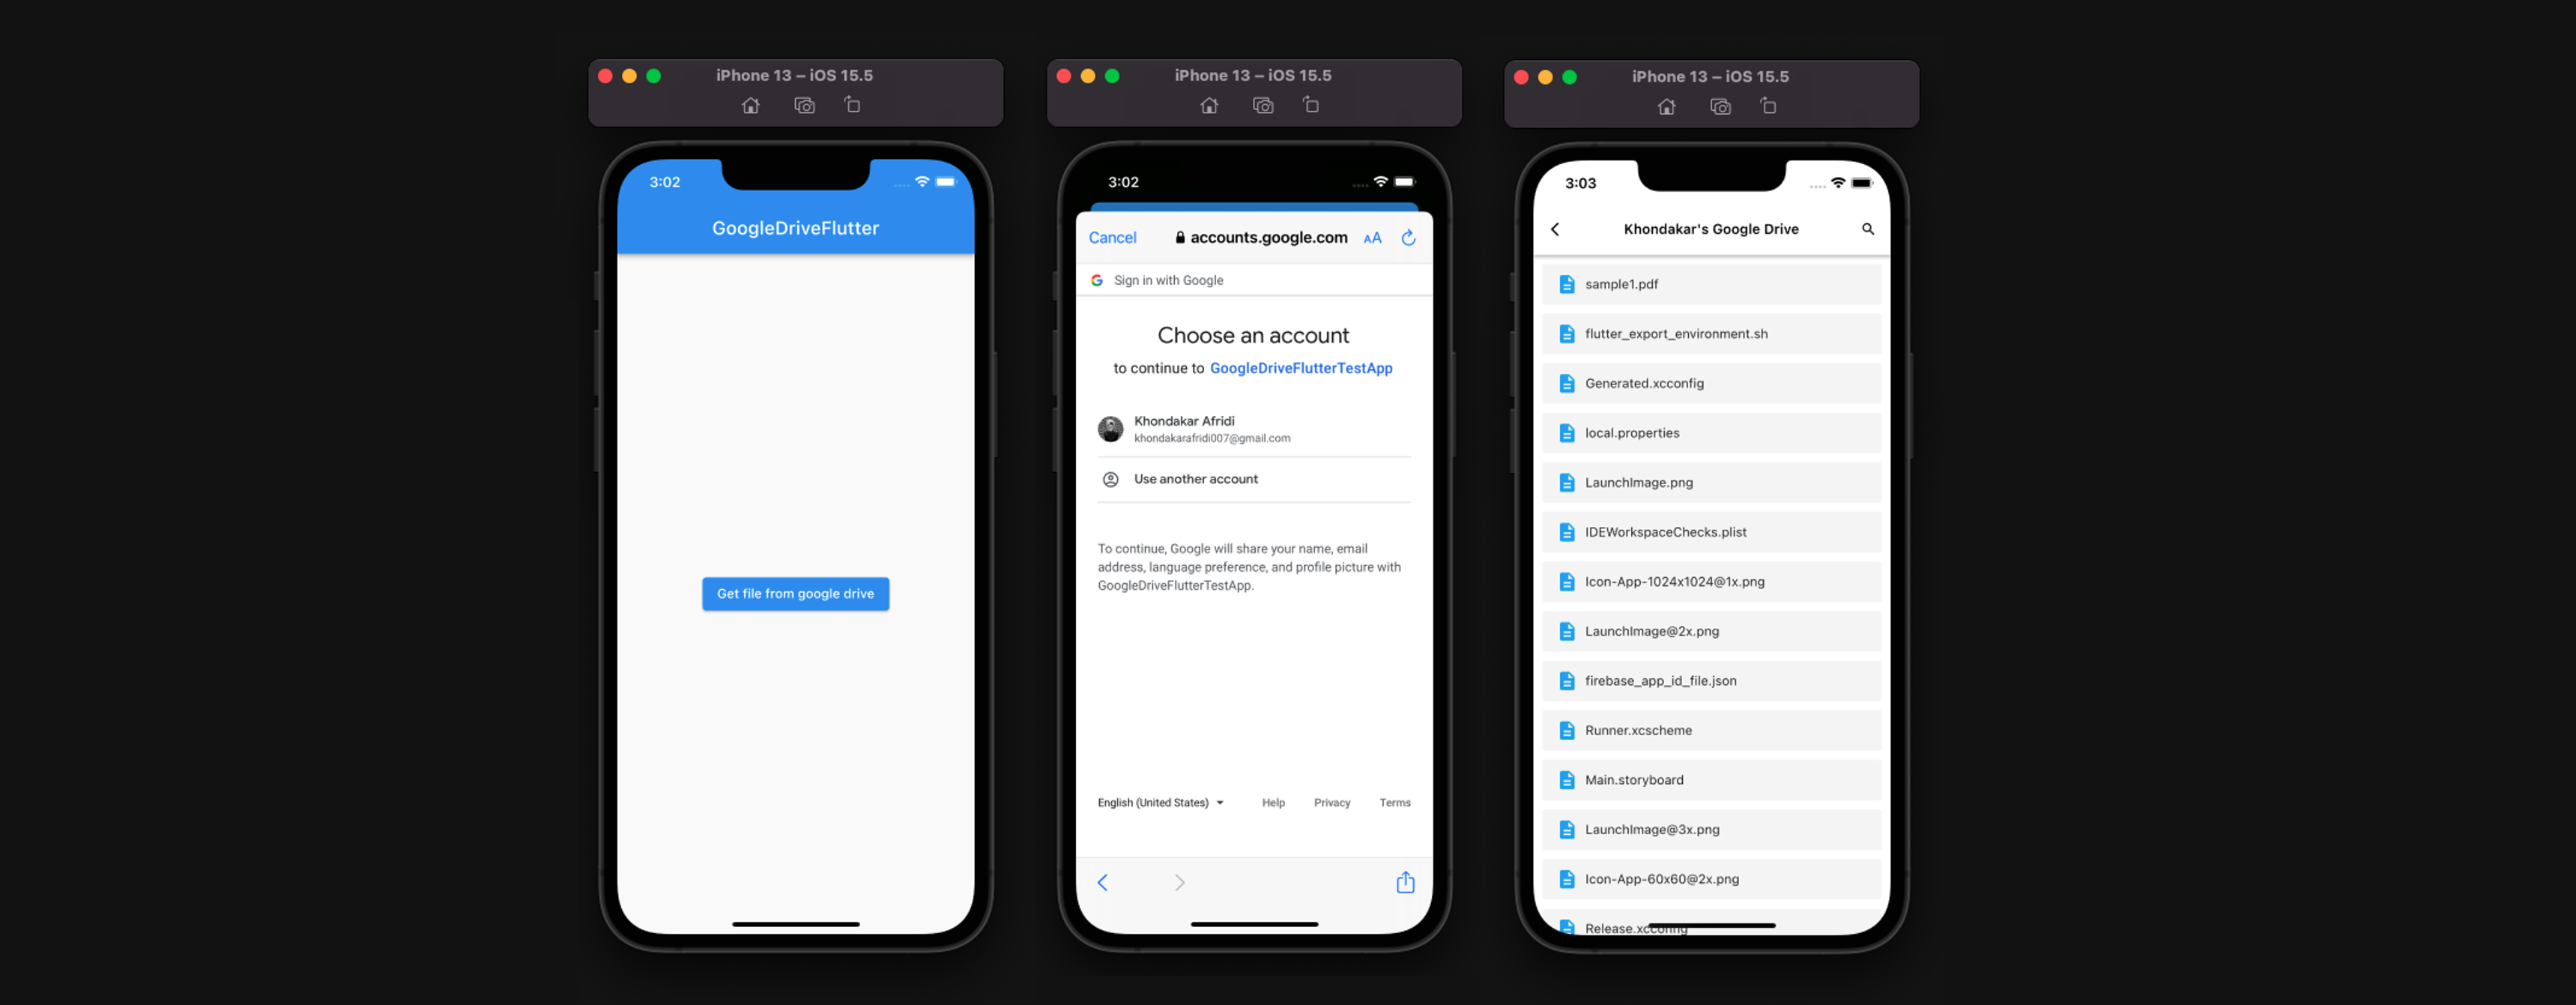 iPhone 13 – iOS 15.5
3:02
GoogleDriveFlutter
Get file from google drive
iPhone 13 – iOS 15.5
3:02
Cancel accounts.google.com AA
Sign in with Google
Choose an account
to continue to GoogleDriveFlutterTestApp
Khondakar Afridi
khondakarafridi007@gmail.com
Use another account
To continue, Google will share your name, email
address, language preference, and profile picture with
GoogleDriveFlutterTestApp.
English (United States) Help Privacy Terms
iPhone 13 – iOS 15.5
3:03
Khondakar's Google Drive
sample1.pdf
flutter_export_environment.sh
Generated.xcconfig
local.properties
LaunchImage.png
IDEWorkspaceChecks.plist
Icon-App-1024x1024@1x.png
LaunchImage@2x.png
firebase_app_id_file.json
Runner.xcscheme
Main.storyboard
LaunchImage@3x.png
Icon-App-60x60@2x.png
Release.xcconfig